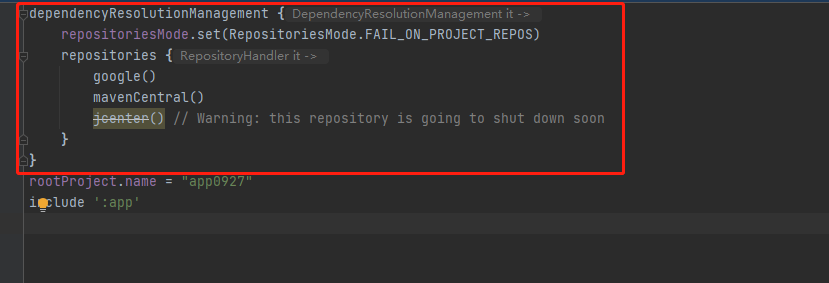 dependencyResolutionManagement { DependencyResolutionManagement it ->
repositoriesMode.set(RepositoriesMode.FAIL_ON_PROJECT_REPOS)
repositories { RepositoryHandler it ->
google()
mavenCentral()
jcenter() // Warning: this repository is going to shut down soon
}
}
rootProject.name = "app0927"
include ':app'